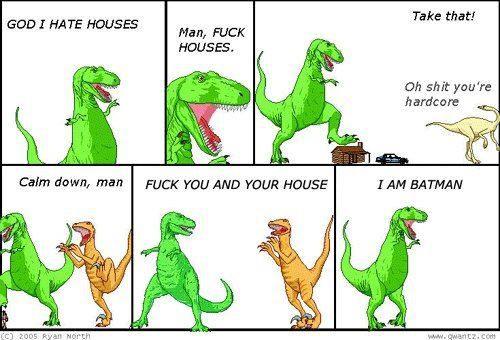 GOD I HATE HOUSES
Man, FUCK
HOUSES.
Take that!
Oh shit you're
hardcore
Calm down, man
FUCK YOU AND YOUR HOUSE
I AM BATMAN
(C) 2005 Ryan North
www.qwantz.com